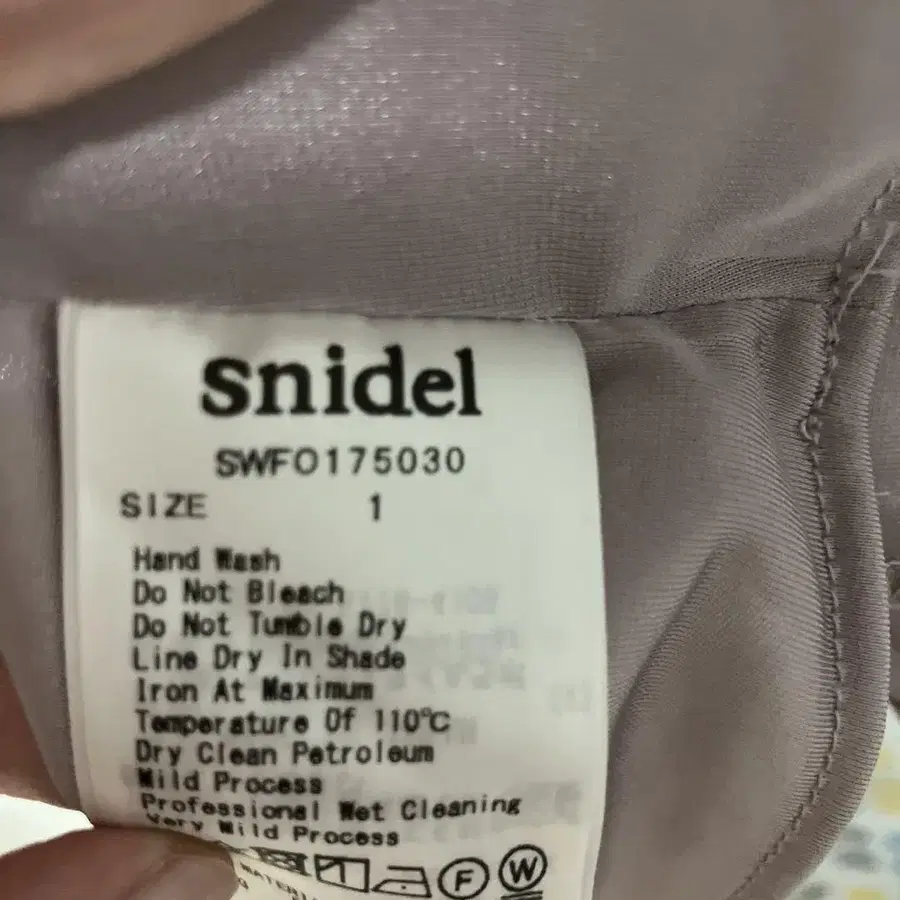 snidel
SWFO175030
SIZE 1
Hand Wash
Do Not Bleach
Do Not Tumble Dry
Line Dry In Shade
Iron At Maximum
Temperature Of 110℃
Dry Clean Petroleum
Mild Process
Professional Wet Cleaning
Very Mild Process
F W